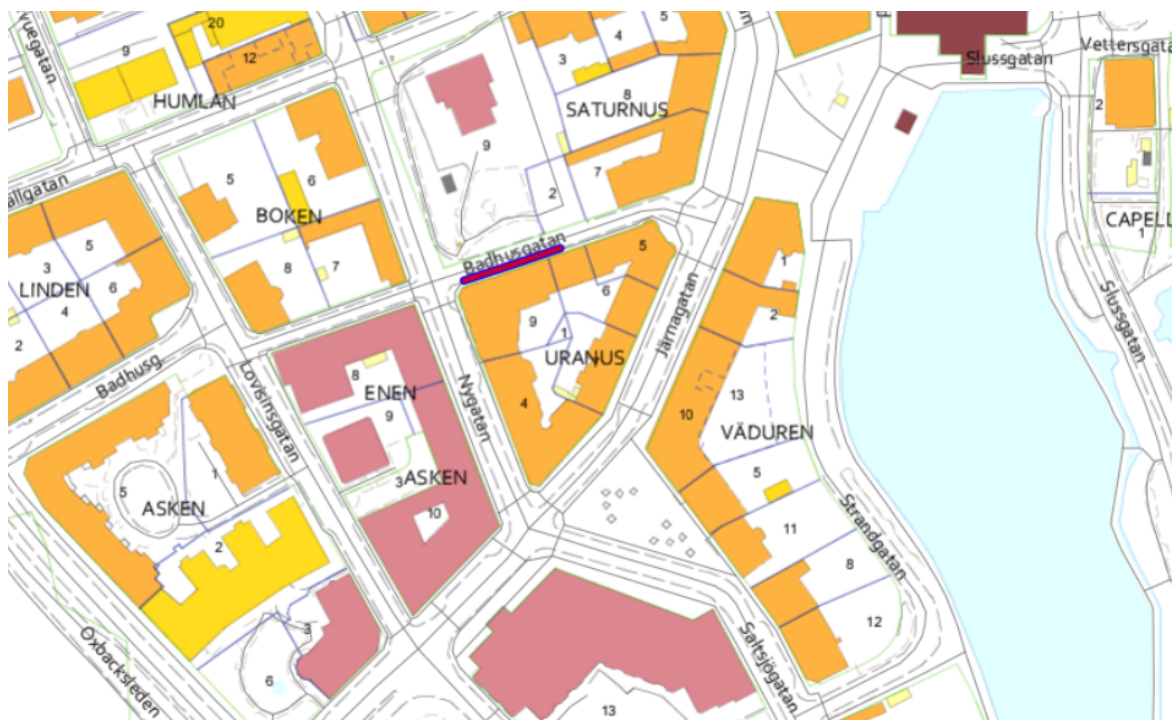 20
9
12
HUMLAN
5
3
4
8
SATURNUS
9
7
2
Slussgatan
Vettersgata
2
CAPELL
1
5
6
BOKEN
8
7
5
3
6
LINDEN
4
2
Badhusgatan
5
6
9
1
URANUS
4
Järnagatan
1
2
13
10
VÄDUREN
5
11
8
12
Slussgatan
Strandgatan
Badhusg.
Lovisinsgatan
8
ENEN
9
Nygatan
3
ASKEN
10
1
5
ASKEN
2
3
6
Oxbacksleden
Saltsjögatan
13